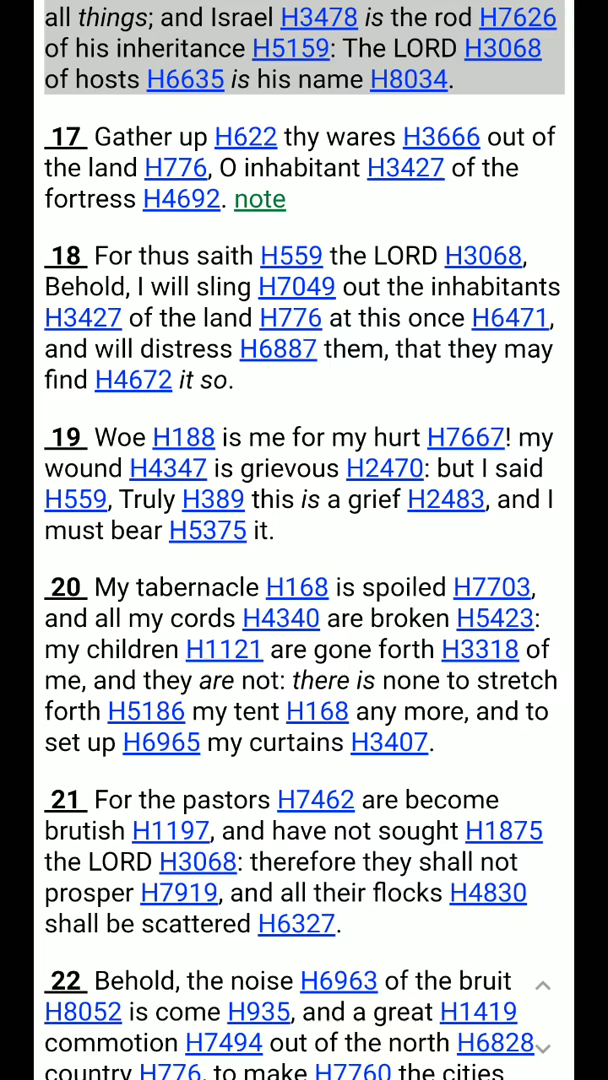 all things; and Israel H3478 is the rod H7626
of his inheritance H5159: The LORD H3068
of hosts H6635 is his name H8034.
17 Gather up H622 thy wares H3666 out of
the land H776, O inhabitant H3427 of the
fortress H4692. note
18 For thus saith H559 the LORD H3068,
Behold, I will sling H7049 out the inhabitants
H3427 of the land H776 at this once H6471,
and will distress H6887 them, that they may
find H4672 it so.
19 Woe H188 is me for my hurt H7667! my
wound H4347 is grievous H2470: but I said
H559, Truly H389 this is a grief H2483, and I
must bear H5375 it.
20 My tabernacle H168 is spoiled H7703,
and all my cords H4340 are broken H5423:
my children H1121 are gone forth H3318 of
me, and they are not: there is none to stretch
forth H5186 my tent H168 any more, and to
set up H6965 my curtains H3407.
21 For the pastors H7462 are become
brutish H1197, and have not sought H1875
the LORD H3068: therefore they shall not
prosper H7919, and all their flocks H4830
shall be scattered H6327.
22 Behold, the noise H6963 of the bruit
H8052 is come H935, and a great H1419
commotion H7494 out of the north H6828
country H776, to make H7760 the cities